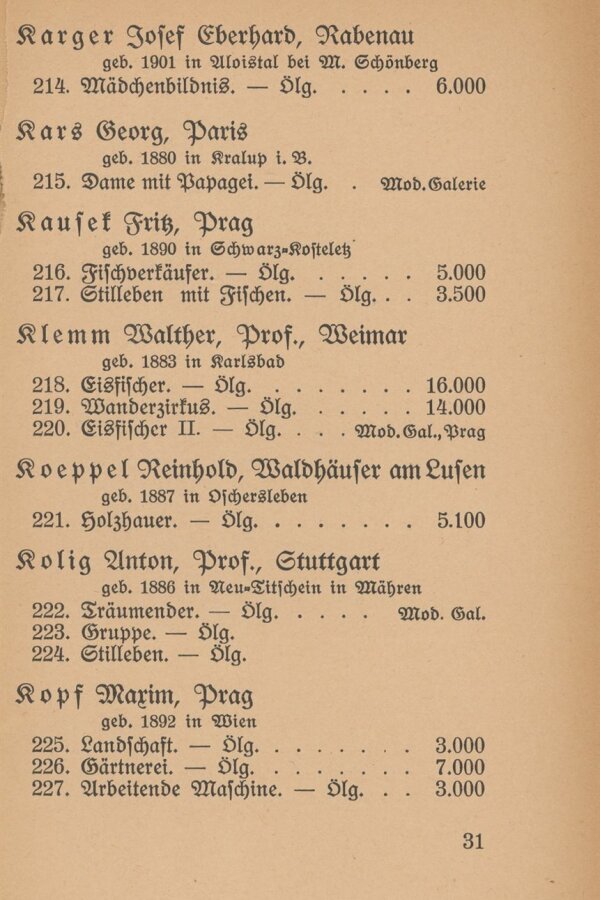 Karger Josef Eberhard, Rabenau
geb. 1901 in Aloistal bei M. Schönberg
214. Mädchenbildnis. — Ölg. . . . . 6.000
Kars Georg, Paris
geb. 1880 in Kralup i. B.
215. Dame mit Papagei. — Ölg. . Mod. Galerie
Kausek Fritz, Prag
geb. 1890 in Schwarz-Kosteletz
216. Fischverkäufer. — Ölg. . . . . . 5.000
217. Stilleben mit Fischen. — Ölg. . . 3.500
Klemm Walther, Prof., Weimar
geb. 1883 in Karlsbad
218. Eisfischer. — Ölg. . . . . . . . 16.000
219. Wanderzirkus. — Ölg. . . . . . 14.000
220. Eisfischer II. — Ölg. . . . Mod. Gal., Prag
Koeppel Reinhold, Waldhäuser am Lusen
geb. 1887 in Oschersleben
221. Holzhauer. — Ölg. . . . . . . . 5.100
Kolig Anton, Prof., Stuttgart
geb. 1886 in Neu-Titschein in Mähren
222. Träumender. — Ölg. . . . . Mod. Gal.
223. Gruppe. — Ölg.
224. Stilleben. — Ölg.
Kopf Maxim, Prag
geb. 1892 in Wien
225. Landschaft. — Ölg. . . . . . . . 3.000
226. Gärtnerei. — Ölg. . . . . . . . 7.000
227. Arbeitende Maschine. — Ölg. . . 3.000
31